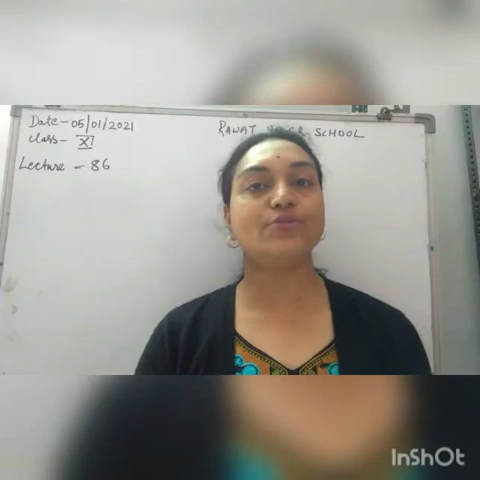 Date - 05/01/2021
RAWAT SCHOOL
Class - XI
Lecture - 86
InShOt